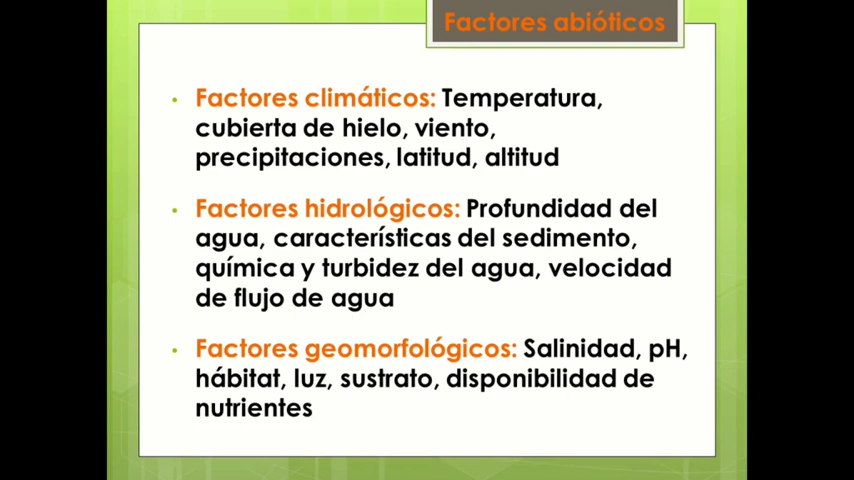 Factores abióticos
• Factores climáticos: Temperatura,
cubierta de hielo, viento,
precipitaciones, latitud, altitud
• Factores hidrológicos: Profundidad del
agua, características del sedimento,
química y turbidez del agua, velocidad
de flujo de agua
• Factores geomorfológicos: Salinidad, pH,
hábitat, luz, sustrato, disponibilidad de
nutrientes